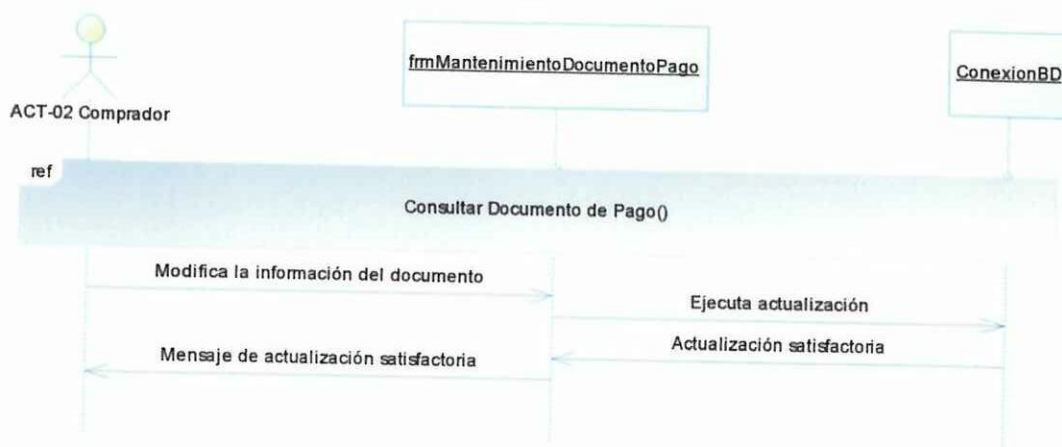 frmMantenimientoDocumentoPago
ConexionBD
ACT-02 Comprador
ref
Consultar Documento de Pago()
Modifica la información del documento
Ejecuta actualización
Actualización satisfactoria
Mensaje de actualización satisfactoria